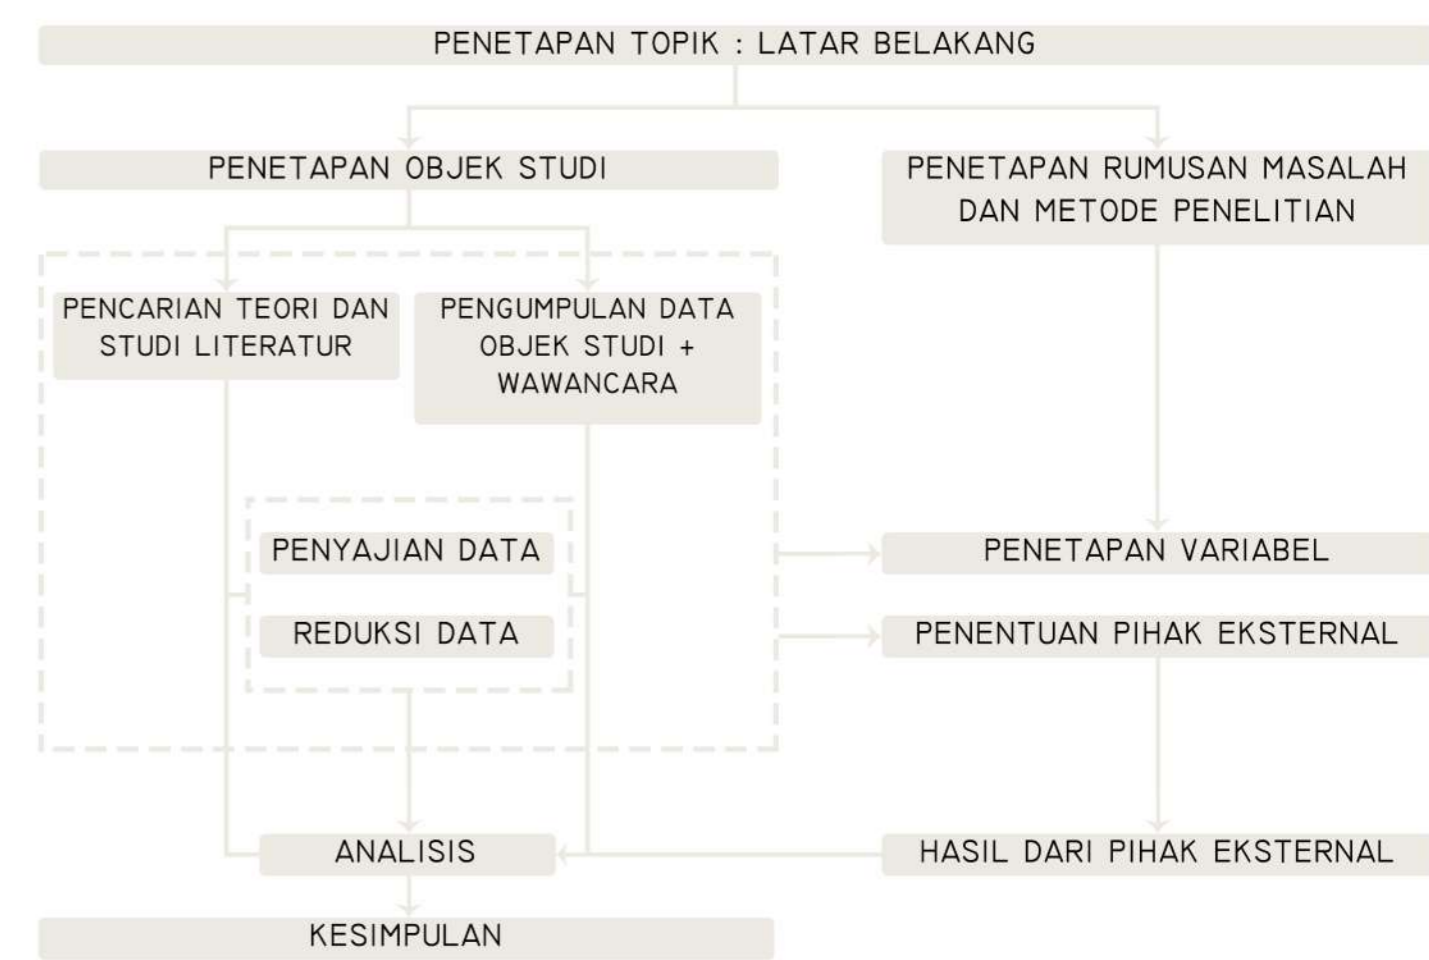 PENETAPAN TOPIK : LATAR BELAKANG
PENETAPAN OBJEK STUDI
PENETAPAN RUMUSAN MASALAH
DAN METODE PENELITIAN
PENCARIAN TEORI DAN
STUDI LITERATUR
PENGUMPULAN DATA
OBJEK STUDI +
WAWANCARA
PENYAJIAN DATA
PENETAPAN VARIABEL
REDUKSI DATA
PENENTUAN PIHAK EKSTERNAL
ANALISIS
HASIL DARI PIHAK EKSTERNAL
KESIMPULAN